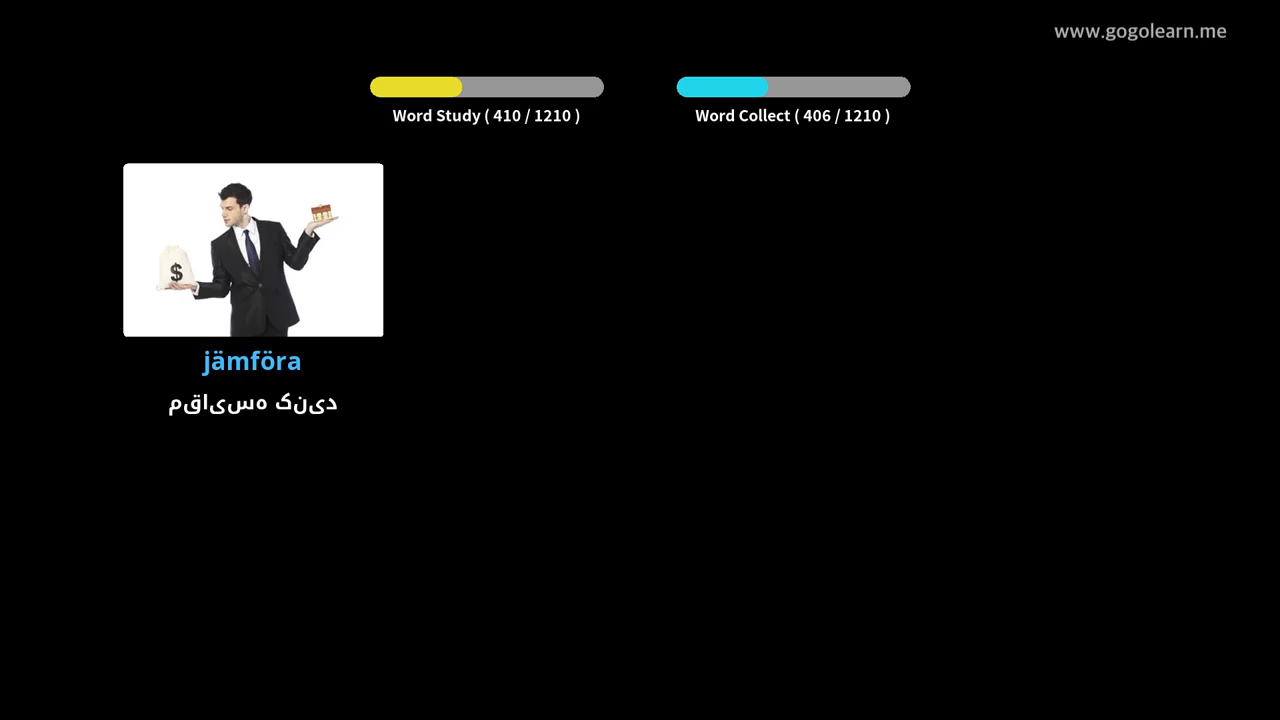 www.gogolearn.me
Word Study ( 410 / 1210 )
Word Collect ( 406 / 1210 )
$
jämföra
مقایسه کنید